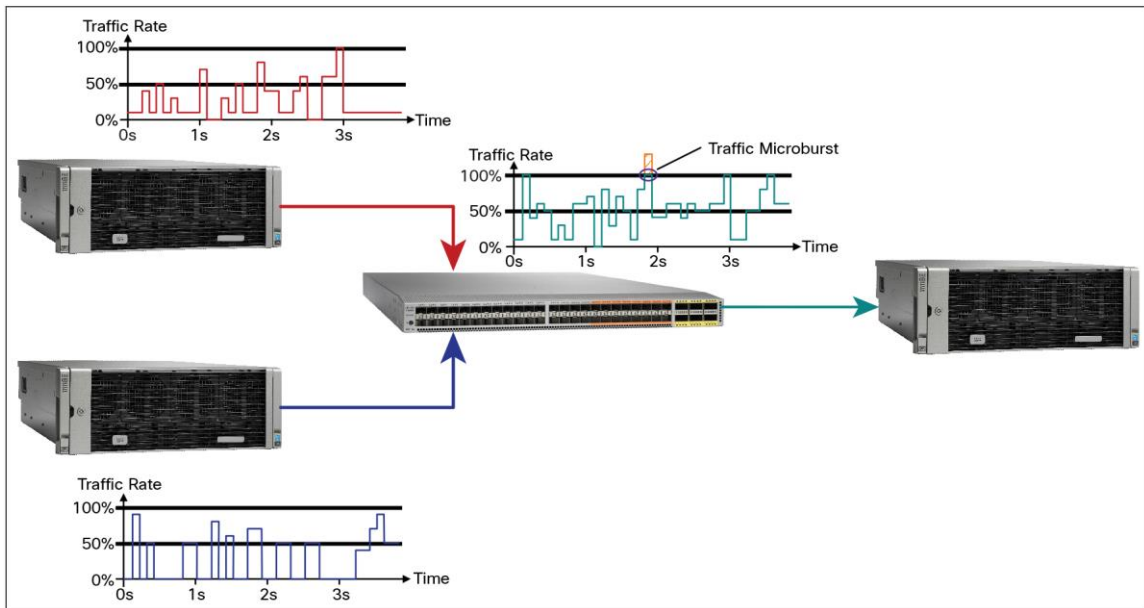 Traffic Rate
100%
50%
0%
0s 1s 2s 3s
Time
Traffic Rate
Traffic Microburst
100%
50%
0%
0s 1s 2s 3s
Time
Traffic Rate
100%
50%
0%
0s 1s 2s 3s
Time